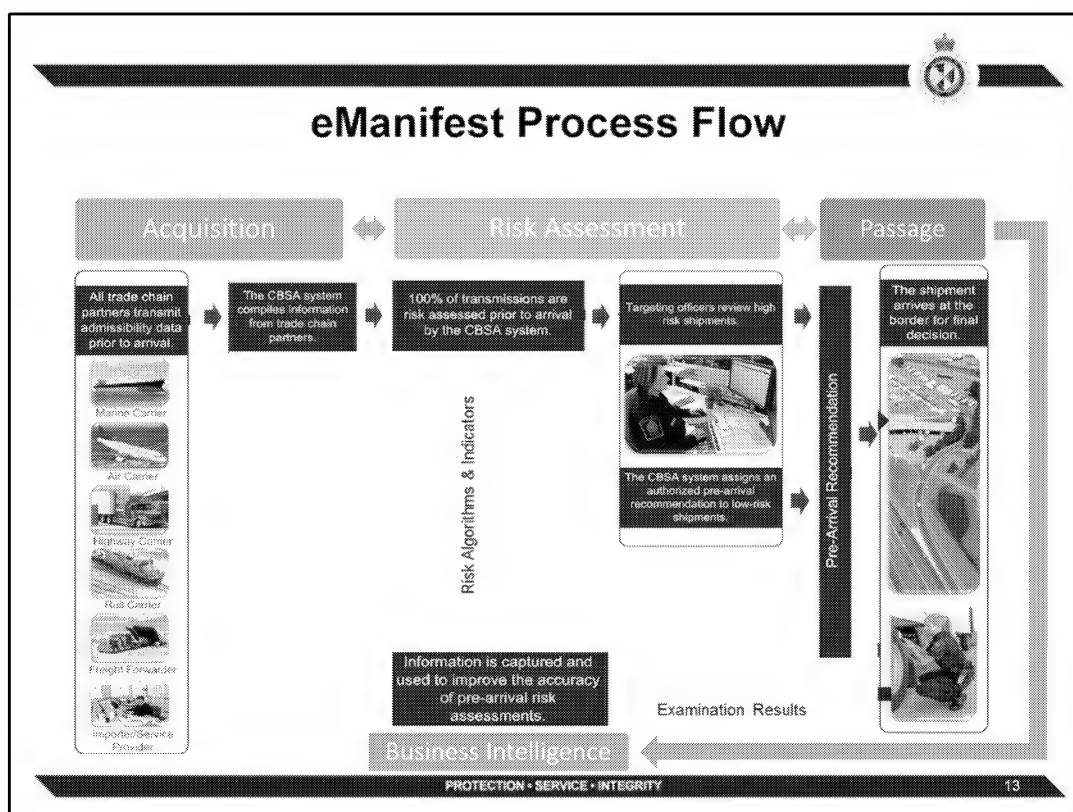 eManifest Process Flow
Acquisition
Risk Assessment
Passage
All trade chain
partners transmit
admissibility data
prior to arrival.
Marine Carrier
Air Carrier
Highway Carrier
Rail Carrier
Freight Forwarder
Importer/Service
Provider
The CBSA system
compiles information
from trade chain
partners.
100% of transmissions are
risk assessed prior to arrival
by the CBSA system.
Risk Algorithms & Indicators
Targeting officers review high
risk shipments.
The CBSA system assigns an
authorized pre-arrival
recommendation to low-risk
shipments.
Pre-Arrival Recommendation
The shipment
arrives at the
border for final
decision.
Information is captured and
used to improve the accuracy
of pre-arrival risk
assessments.
Examination Results
Business Intelligence
PROTECTION • SERVICE • INTEGRITY
13